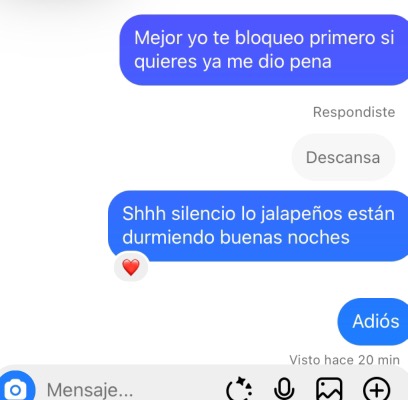 Mejor yo te bloqueo primero si
quieres ya me dio pena
Respondiste
Descansa
Shhh silencio lo jalapeños están
durmiendo buenas noches
Adiós
Visto hace 20 min
Mensaje...